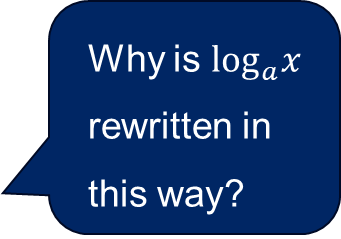 Why is logₐx
rewritten in
this way?